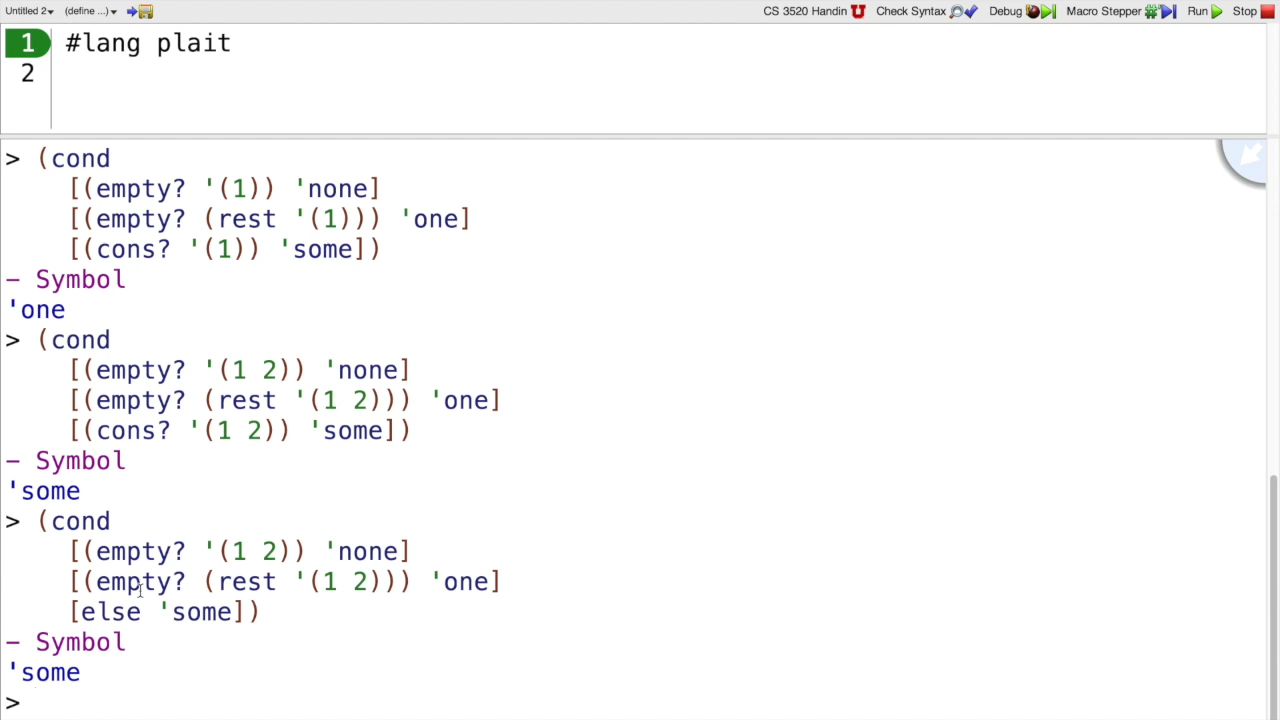 Untitled 2 (define ...) CS 3520 Handin Check Syntax Debug Macro Stepper Run Stop
1 #lang plait
2
> (cond
[(empty? '(1)) 'none]
[(empty? (rest '(1))) 'one]
[(cons? '(1)) 'some])
- Symbol
'one
> (cond
[(empty? '(1 2)) 'none]
[(empty? (rest '(1 2))) 'one]
[(cons? '(1 2)) 'some])
- Symbol
'some
> (cond
[(empty? '(1 2)) 'none]
[(empty? (rest '(1 2))) 'one]
[else 'some])
- Symbol
'some
>